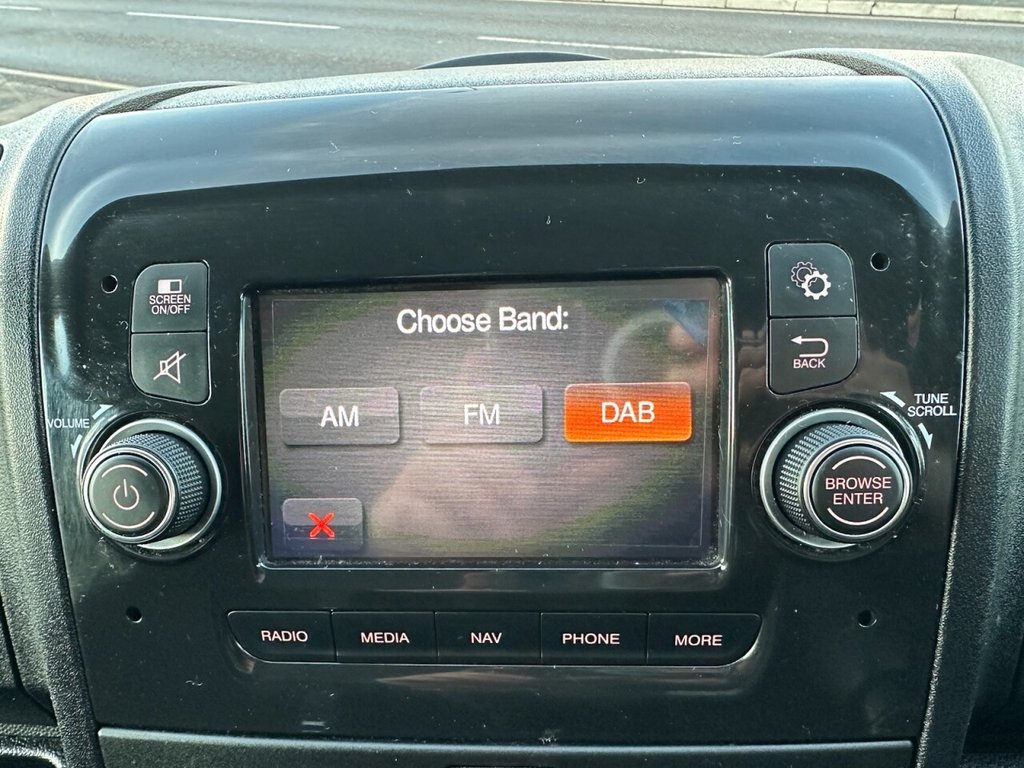 SCREEN
ON/OFF
VOLUME
Choose Band:
AM
FM
DAB
BACK
TUNE
SCROLL
BROWSE
ENTER
RADIO
MEDIA
NAV
PHONE
MORE